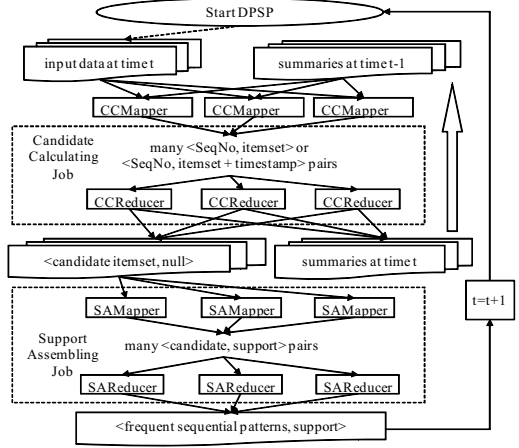 Start DPSP
input data at time t
summaries at time t-1
CCMapper
CCMapper
CCMapper
Candidate
Calculating
Job
many <SeqNo, itemset> or
<SeqNo, itemset + timestamp> pairs
CCReducer
CCReducer
CCReducer
<candidate itemset, null>
summaries at time t
t=t+1
SAMapper
SAMapper
SAMapper
Support
Assembling
Job
many <candidate, support> pairs
SAReducer
SAReducer
SAReducer
<frequent sequential patterns, support>